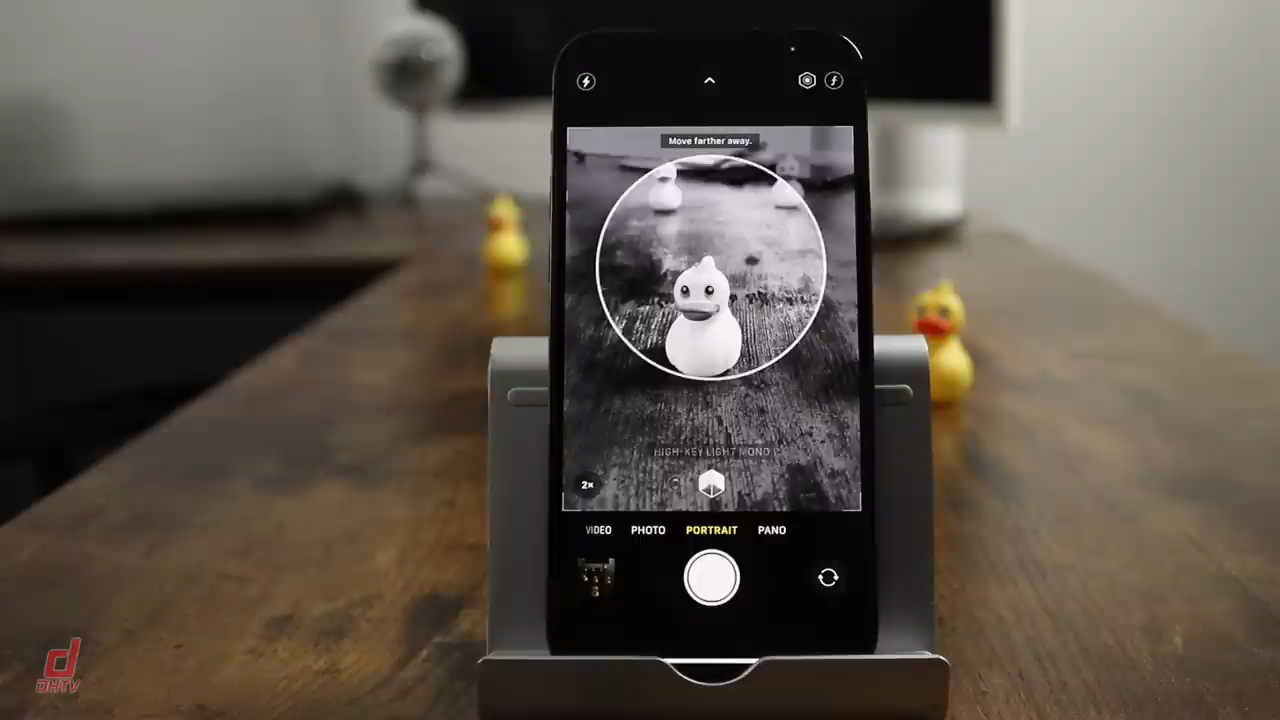 Move farther away.
HIGH-KEY LIGHT MONO
2×
VIDEO PHOTO PORTRAIT PANO
d
DHTV